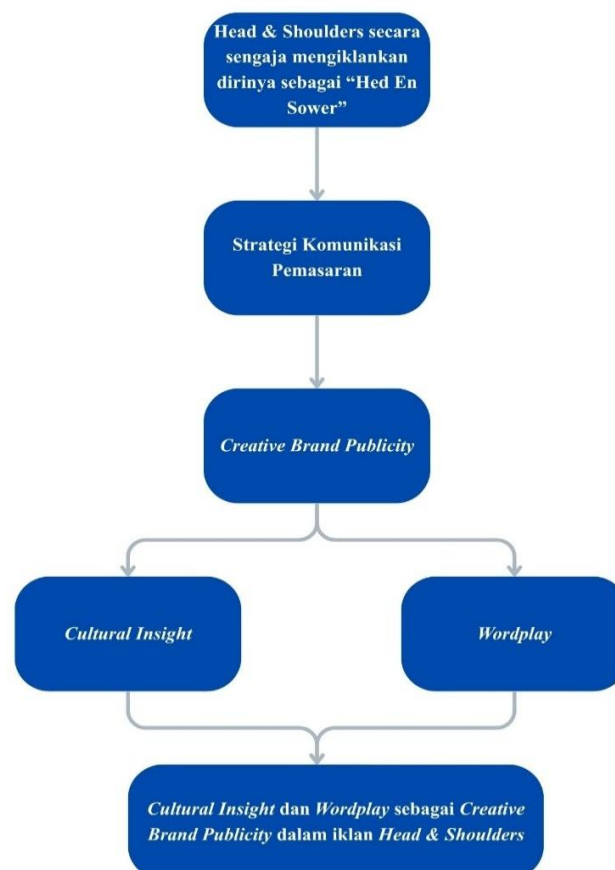 Head & Shoulders secara
sengaja mengiklankan
dirinya sebagai “Hed En
Sower”
Strategi Komunikasi
Pemasaran
Creative Brand Publicity
Cultural Insight
Wordplay
Cultural Insight dan Wordplay sebagai Creative
Brand Publicity dalam iklan Head & Shoulders